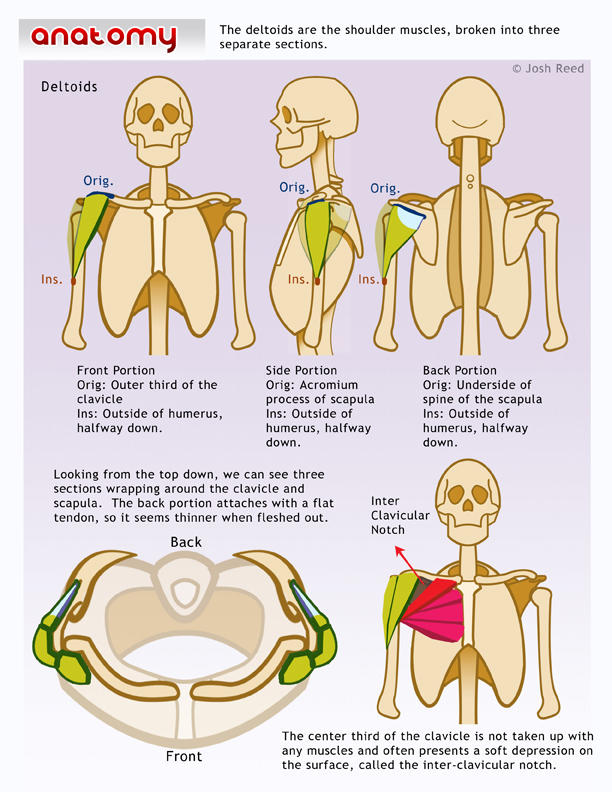 anatomy
The deltoids are the shoulder muscles, broken into three
separate sections.
© Josh Reed
Deltoids
Orig.
Orig.
Orig.
Ins.
Ins.
Ins.
Front Portion
Orig: Outer third of the
clavicle
Ins: Outside of humerus,
halfway down.
Side Portion
Orig: Acromium
process of scapula
Ins: Outside of
humerus, halfway
down.
Back Portion
Orig: Underside of
spine of the scapula
Ins: Outside of
humerus, halfway
down.
Looking from the top down, we can see three
sections wrapping around the clavicle and
scapula. The back portion attaches with a flat
tendon, so it seems thinner when fleshed out.
Back
Front
Inter
Clavicular
Notch
The center third of the clavicle is not taken up with
any muscles and often presents a soft depression on
the surface, called the inter-clavicular notch.